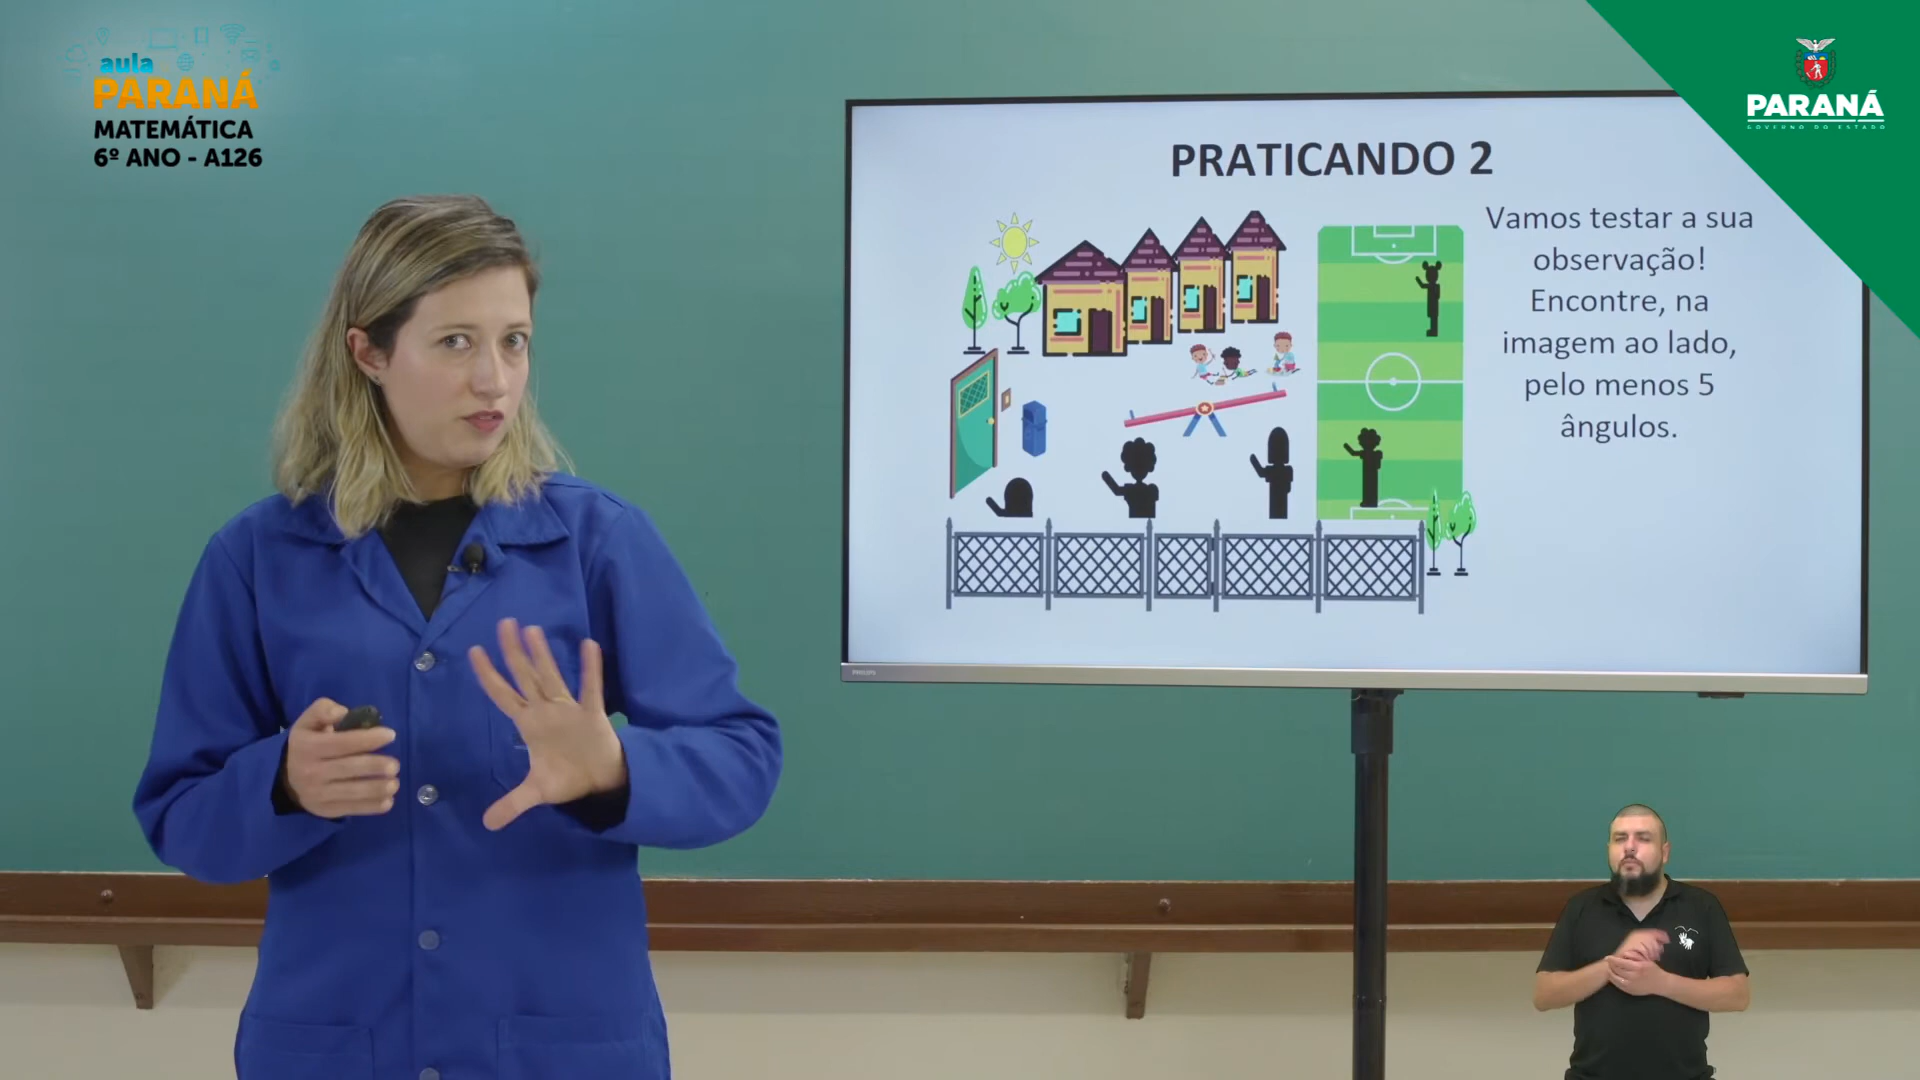 aula
PARANÁ
MATEMÁTICA
6º ANO - A126
PARANÁ
GOVERNO DO ESTADO
PRATICANDO 2
Vamos testar a sua
observação!
Encontre, na
imagem ao lado,
pelo menos 5
ângulos.
PHILIPS